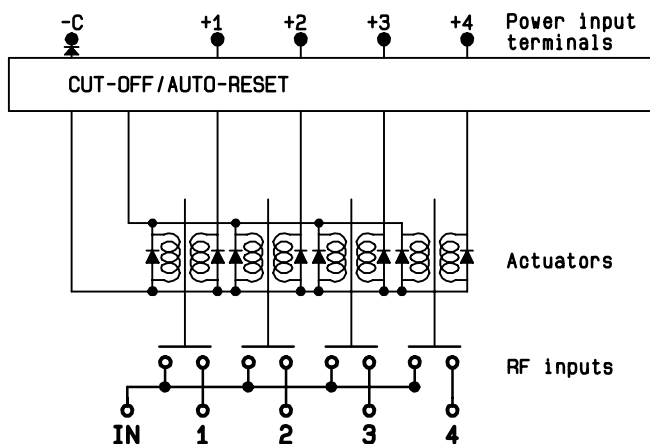 -C +1 +2 +3 +4 Power input
terminals
CUT-OFF/AUTO-RESET
Actuators
RF inputs
IN 1 2 3 4